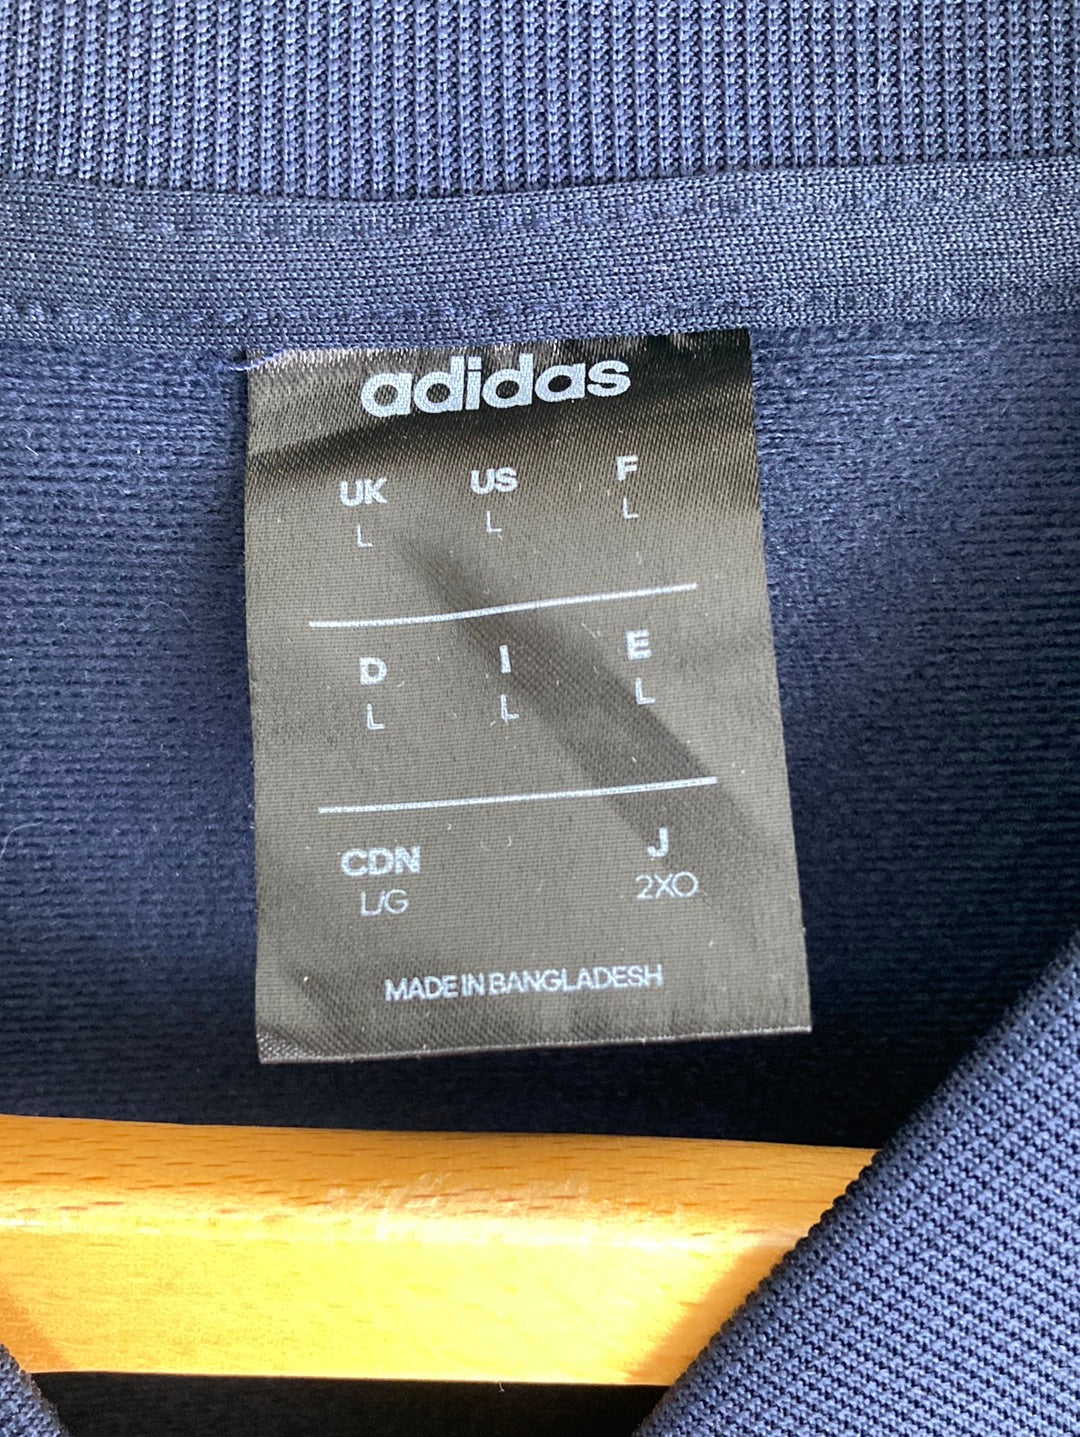 adidas
UK US F
L L L
D I E
L L L
CDN J
L/G 2XO
MADE IN BANGLADESH